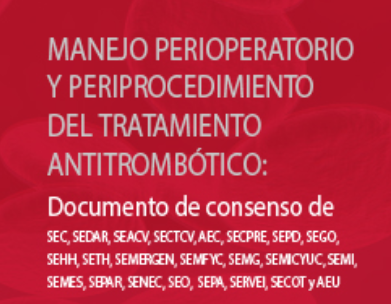 MANEJO PERIOPERATORIO
Y PERIPROCEDIMIENTO
DEL TRATAMIENTO
ANTITROMBÓTICO:
Documento de consenso de
SEC, SEDAR, SEACV, SECTCV, AEC, SECPRE, SEPD, SEGO,
SEHH, SETH, SEMERGEN, SEMFYC, SEMG, SEMICYUC, SEMI,
SEMES, SEPAR, SENEC, SEO, SEPA, SERVEI, SECOT y AEU